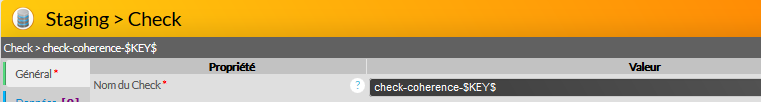 Staging > Check
Check > check-coherence-$KEY$
Propriété Valeur
Général *
Nom du Check * ? check-coherence-$KEY$